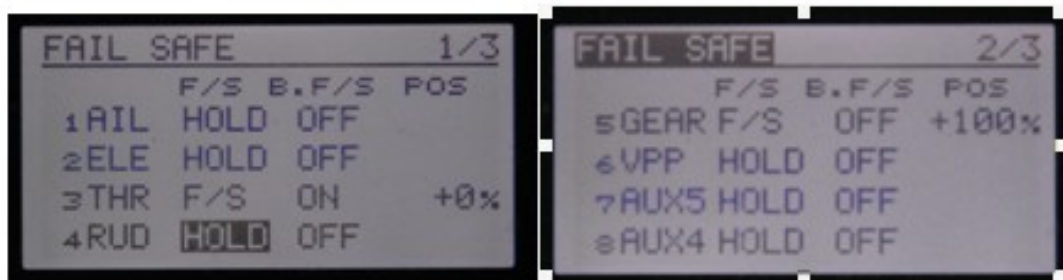 FAIL SAFE 1/3
F/S B.F/S POS
1 AIL HOLD OFF
2 ELE HOLD OFF
3 THR F/S ON +0%
4 RUD HOLD OFF
FAIL SAFE 2/3
F/S B.F/S POS
5 GEAR F/S OFF +100%
6 VPP HOLD OFF
7 AUX5 HOLD OFF
8 AUX4 HOLD OFF